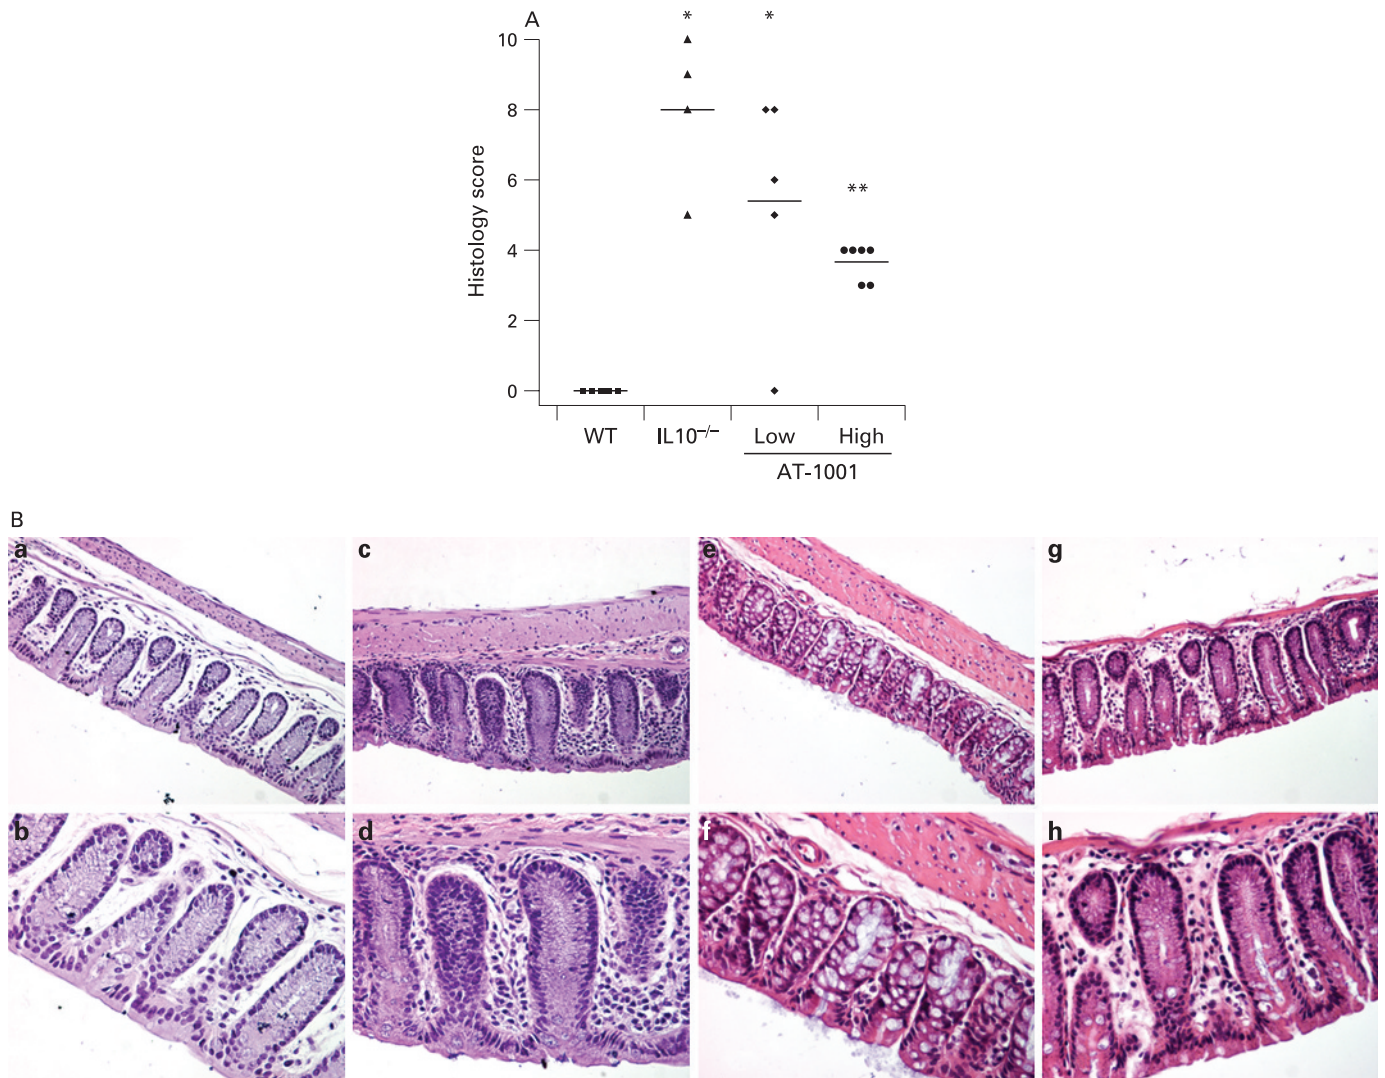 A
* *
10
8
6
**
4
2
0
Histology score
WT IL10⁻/⁻ Low High
AT-1001
B
a c e g
b d f h